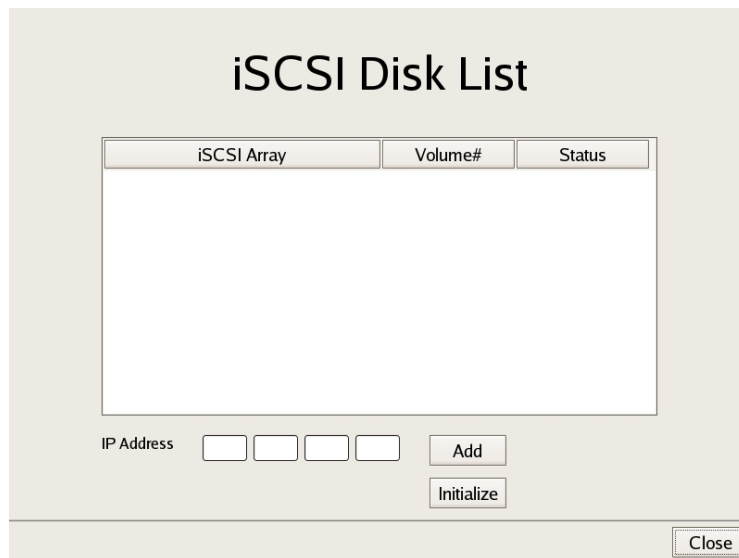 iSCSI Disk List
iSCSI Array Volume# Status
IP Address Add
Initialize
Close